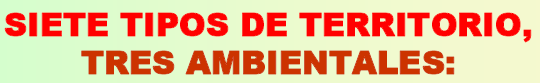 SIETE TIPOS DE TERRITORIO,
TRES AMBIENTALES: